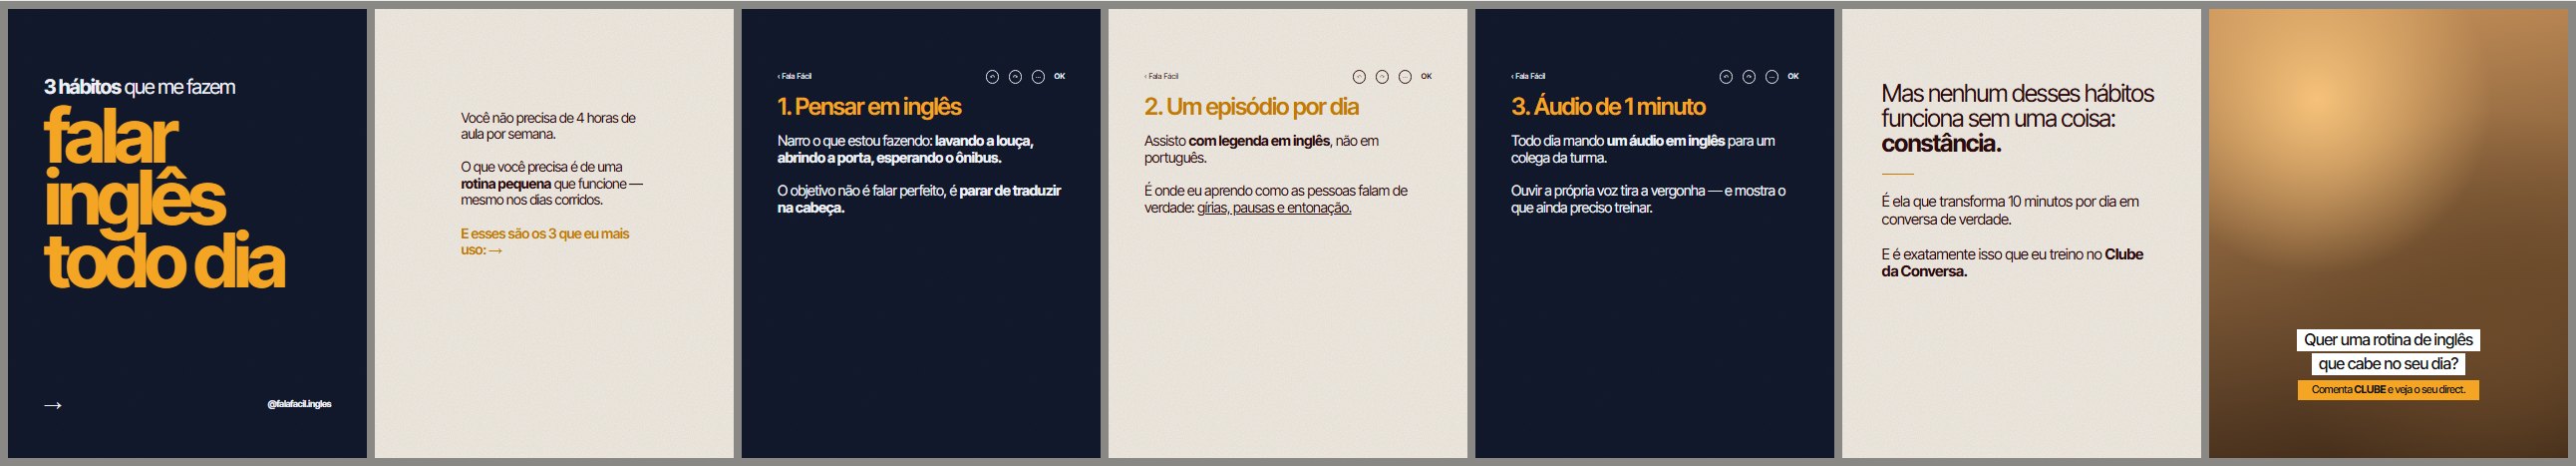 3 hábitos que me fazem
falar
inglês
todo dia
→
@falafacil.ingles
Você não precisa de 4 horas de
aula por semana.
O que você precisa é de uma
rotina pequena que funcione —
mesmo nos dias corridos.
E esses são os 3 que eu mais
uso: →
‹ Fala Fácil
OK
1. Pensar em inglês
Narro o que estou fazendo: lavando a louça,
abrindo a porta, esperando o ônibus.
O objetivo não é falar perfeito, é parar de traduzir
na cabeça.
‹ Fala Fácil
OK
2. Um episódio por dia
Assisto com legenda em inglês, não em
português.
É onde eu aprendo como as pessoas falam de
verdade: gírias, pausas e entonação.
‹ Fala Fácil
OK
3. Áudio de 1 minuto
Todo dia mando um áudio em inglês para um
colega da turma.
Ouvir a própria voz tira a vergonha — e mostra o
que ainda preciso treinar.
Mas nenhum desses hábitos
funciona sem uma coisa:
constância.
É ela que transforma 10 minutos por dia em
conversa de verdade.
E é exatamente isso que eu treino no Clube
da Conversa.
Quer uma rotina de inglês
que cabe no seu dia?
Comenta CLUBE e veja o seu direct.